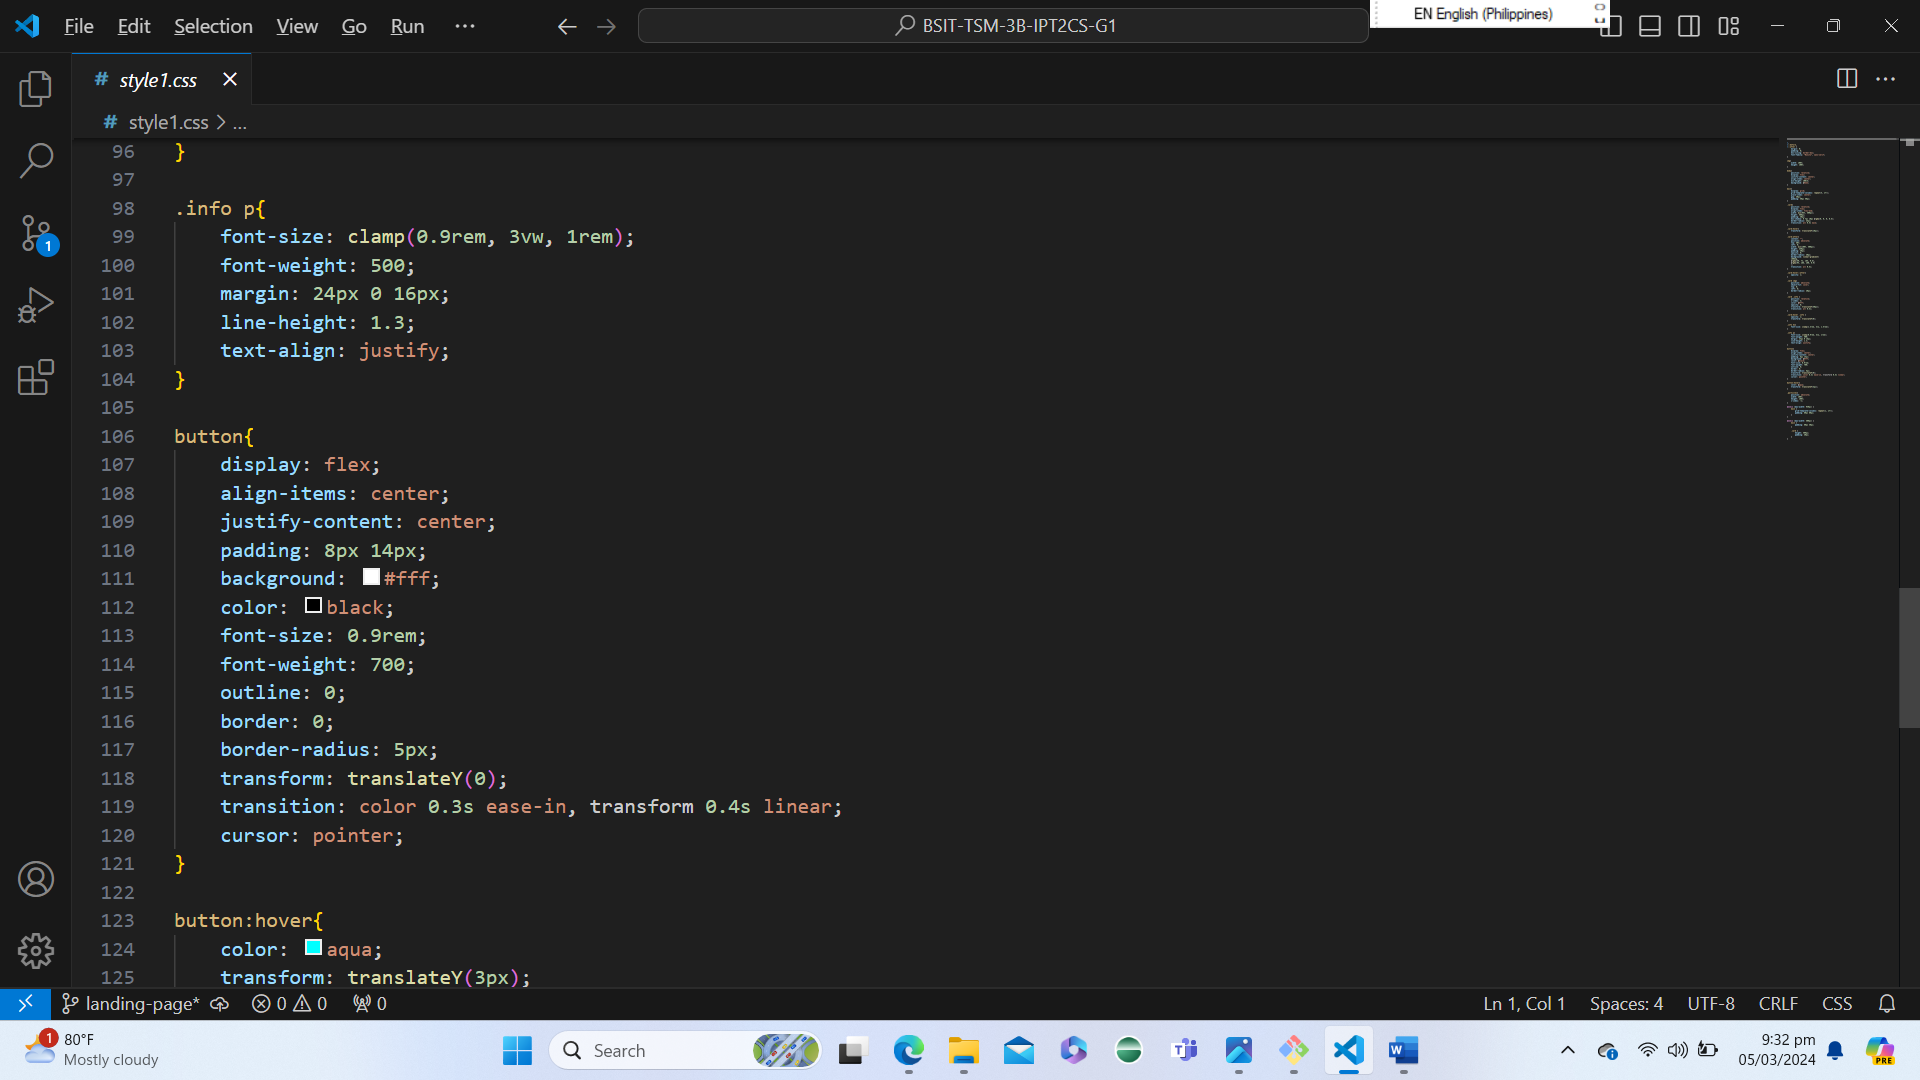 File Edit Selection View Go Run ···
BSIT-TSM-3B-IPT2CS-G1
EN English (Philippines)
# style1.css
# style1.css > ...
96 }
97
98 .info p{
99 font-size: clamp(0.9rem, 3vw, 1rem);
100 font-weight: 500;
101 margin: 24px 0 16px;
102 line-height: 1.3;
103 text-align: justify;
104 }
105
106 button{
107 display: flex;
108 align-items: center;
109 justify-content: center;
110 padding: 8px 14px;
111 background: #fff;
112 color: black;
113 font-size: 0.9rem;
114 font-weight: 700;
115 outline: 0;
116 border: 0;
117 border-radius: 5px;
118 transform: translateY(0);
119 transition: color 0.3s ease-in, transform 0.4s linear;
120 cursor: pointer;
121 }
122
123 button:hover{
124 color: aqua;
125 transform: translateY(3px);
1
landing-page* 0 0 0
Ln 1, Col 1 Spaces: 4 UTF-8 CRLF CSS
1
80°F
Mostly cloudy
Search
9:32 pm
05/03/2024
PRE